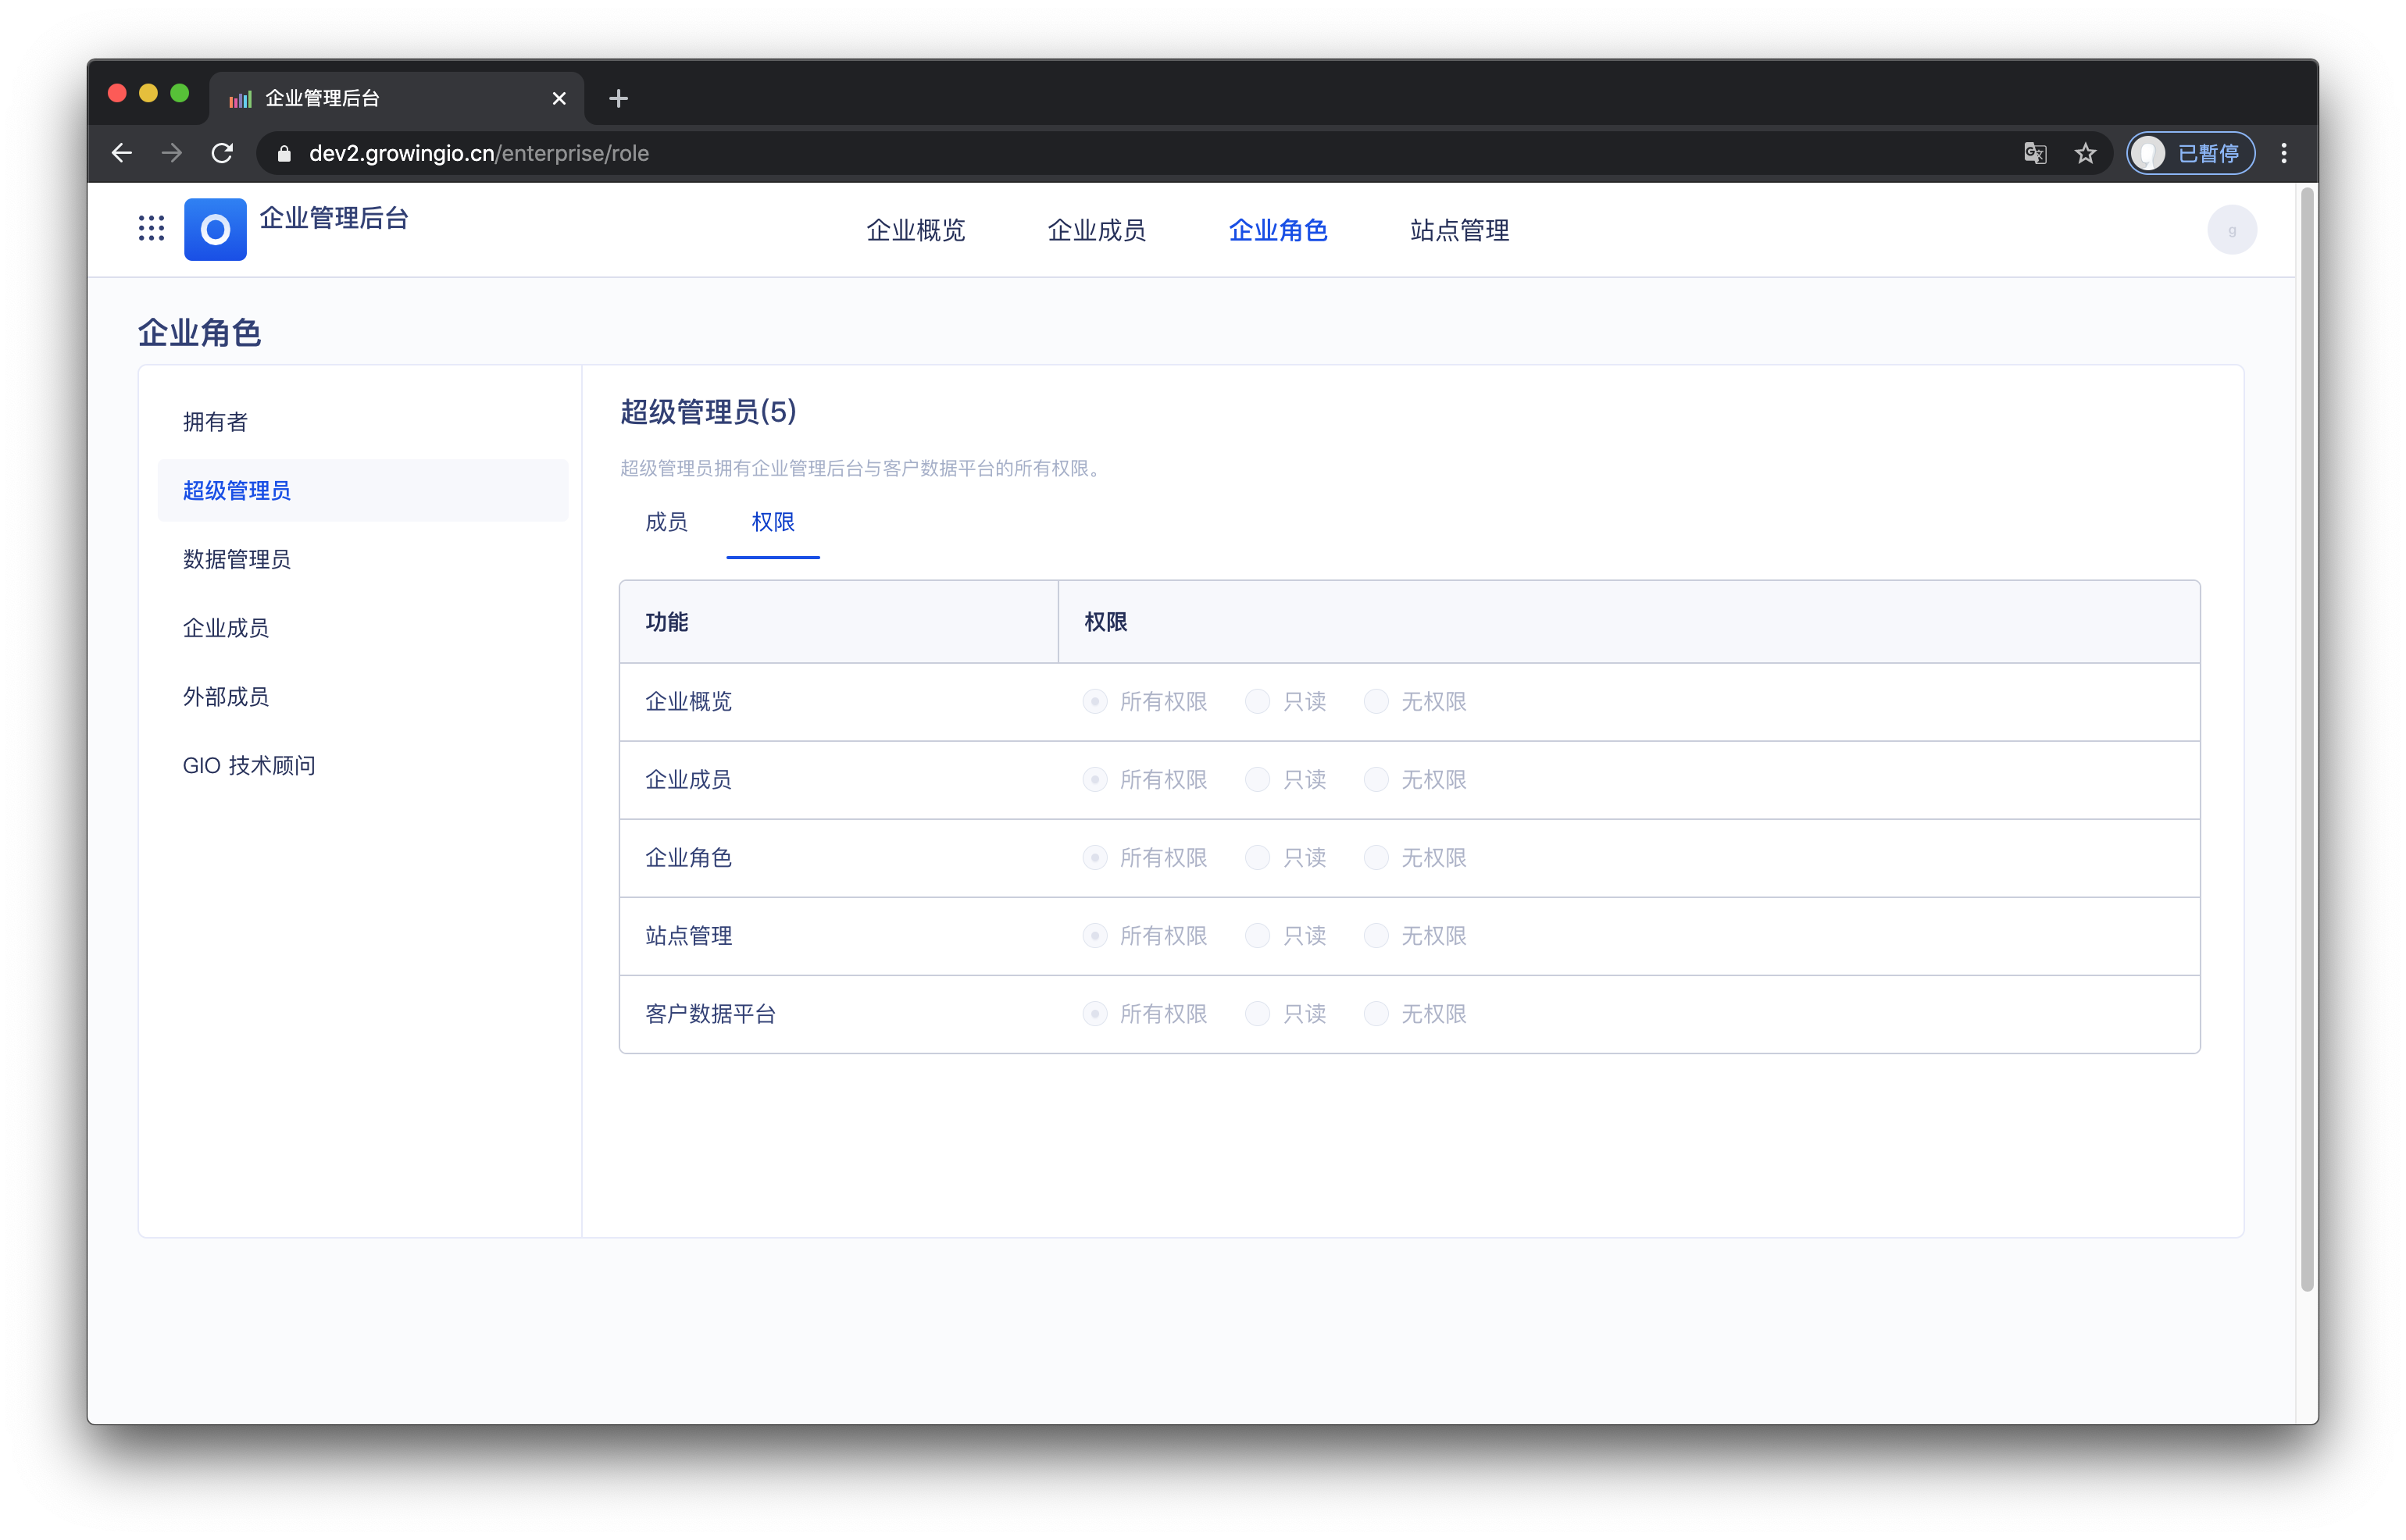 企业管理后台
dev2.growingio.cn/enterprise/role
已暂停
企业管理后台
企业概览 企业成员 企业角色 站点管理
g
企业角色
拥有者
超级管理员
数据管理员
企业成员
外部成员
GIO 技术顾问
超级管理员(5)
超级管理员拥有企业管理后台与客户数据平台的所有权限。
成员 权限
功能 权限
企业概览 所有权限 只读 无权限
企业成员 所有权限 只读 无权限
企业角色 所有权限 只读 无权限
站点管理 所有权限 只读 无权限
客户数据平台 所有权限 只读 无权限